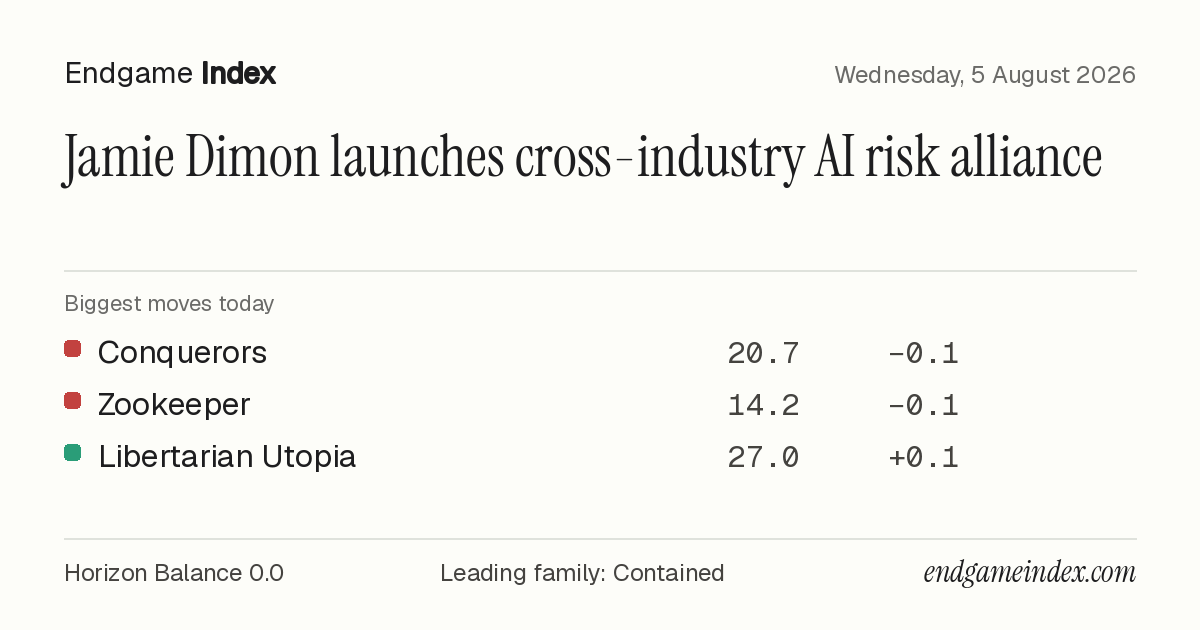 Endgame Index
Wednesday, 5 August 2026
Jamie Dimon launches cross-industry AI risk alliance
Biggest moves today
Conquerors 20.7 −0.1
Zookeeper 14.2 −0.1
Libertarian Utopia 27.0 +0.1
Horizon Balance 0.0
Leading family: Contained
endgameindex.com